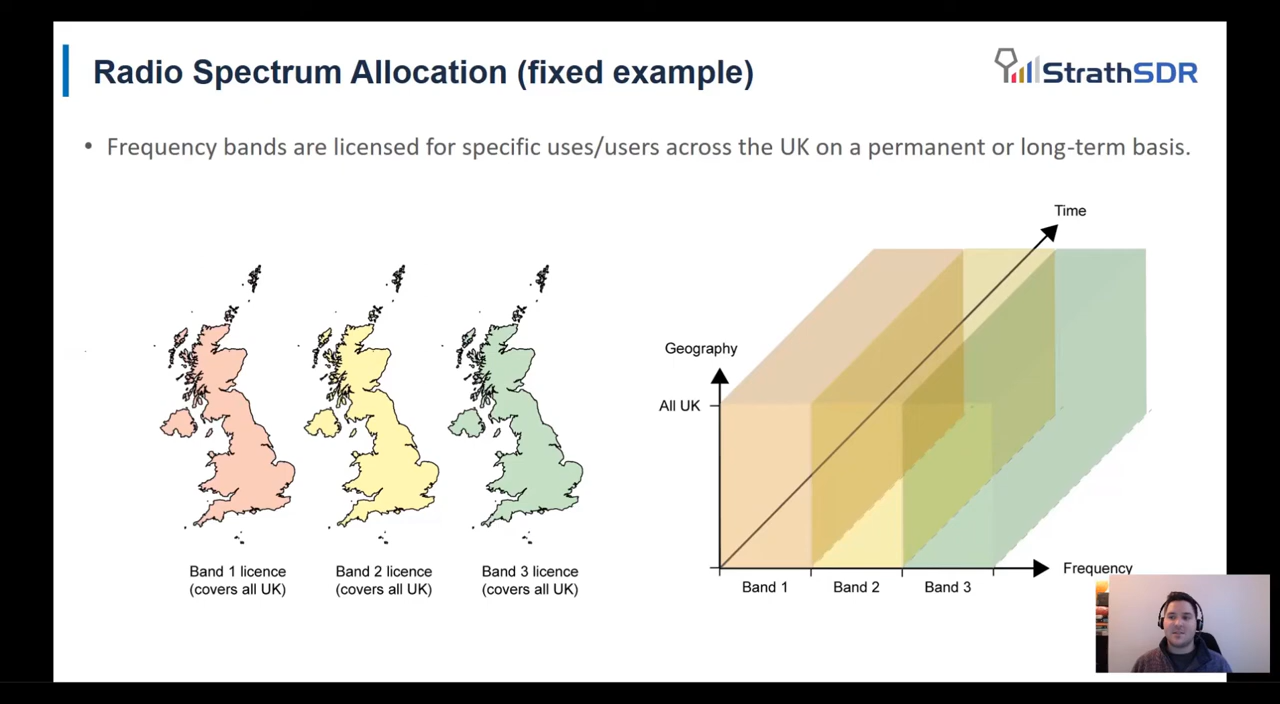 Radio Spectrum Allocation (fixed example)
StrathSDR
• Frequency bands are licensed for specific uses/users across the UK on a permanent or long-term basis.
Time
Geography
All UK
Frequency
Band 1
Band 2
Band 3
Band 1 licence
(covers all UK)
Band 2 licence
(covers all UK)
Band 3 licence
(covers all UK)